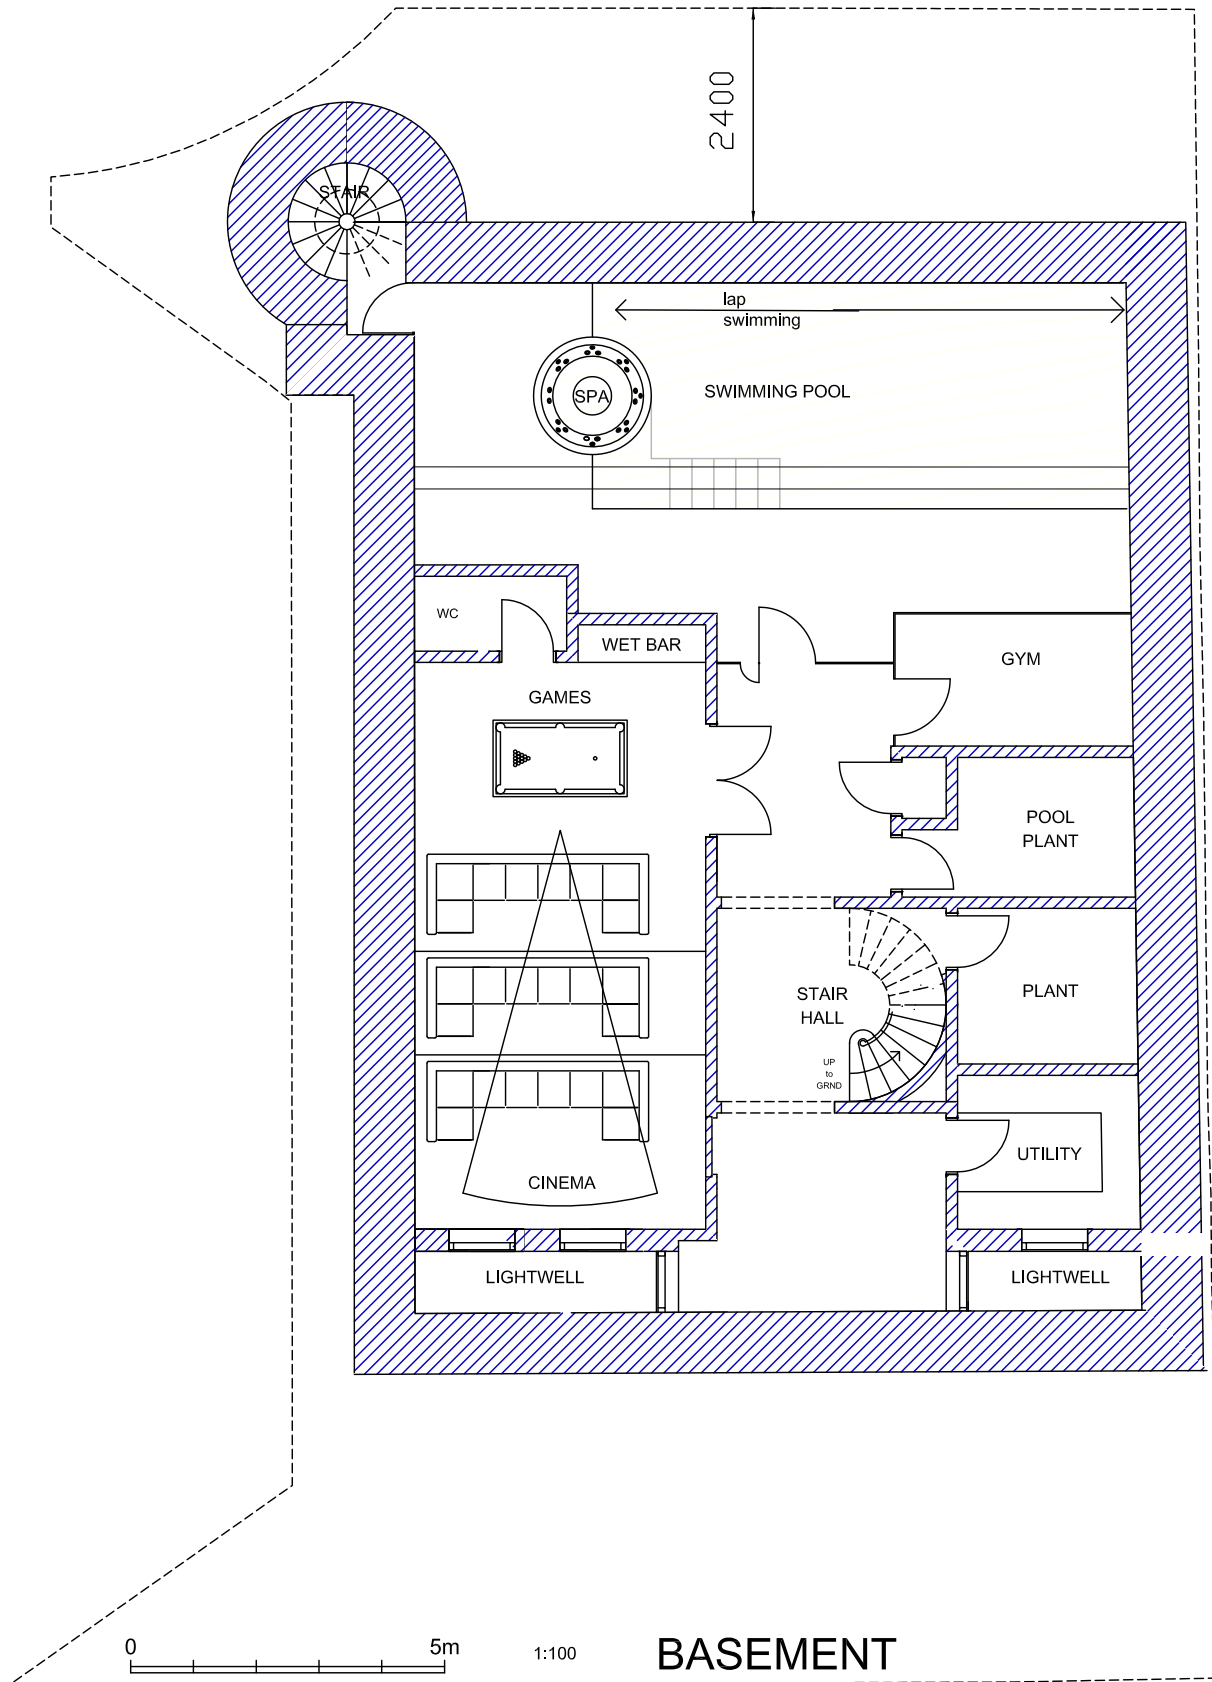 2400
STAIR
lap
swimming
SPA
SWIMMING POOL
WC
WET BAR
GYM
GAMES
POOL
PLANT
STAIR
HALL
PLANT
UP
to
GRND
UTILITY
CINEMA
LIGHTWELL
LIGHTWELL
0 5m
1:100
BASEMENT